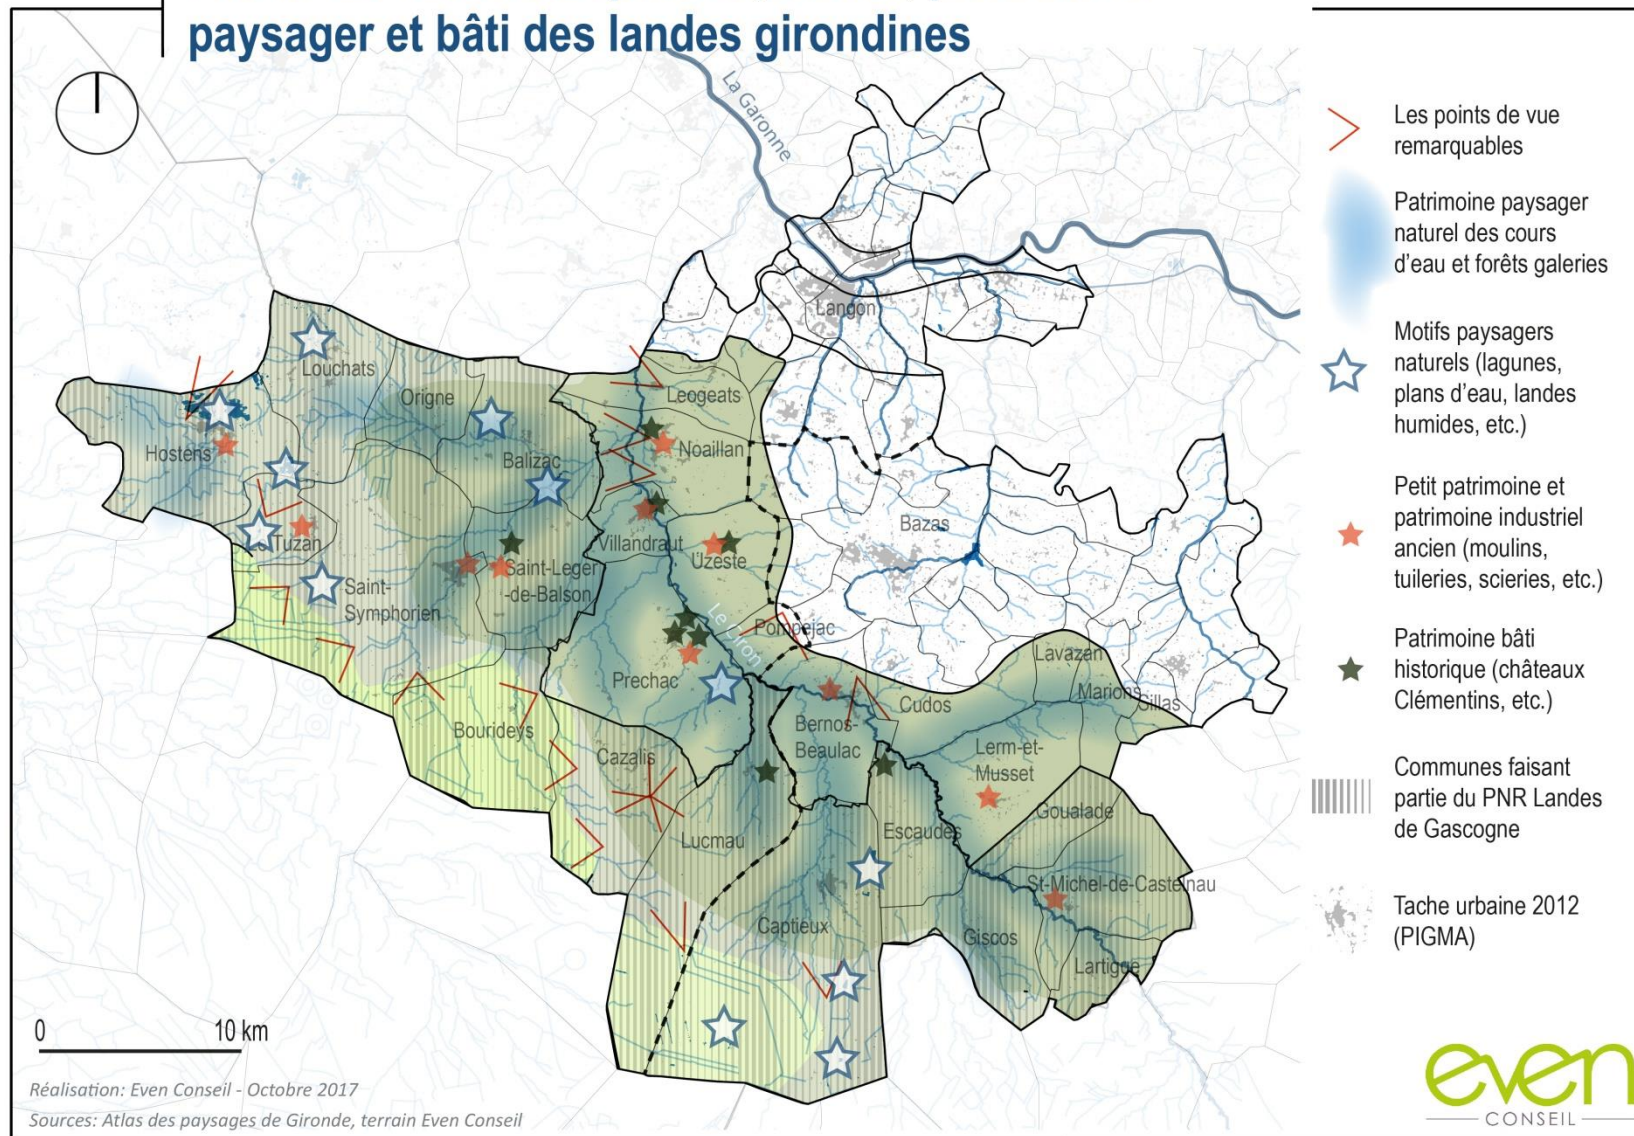 paysager et bâti des landes girondines
La Garonne
Langon
Louchats
Origne
Leogeats
Hostens
Balizac
Noaillan
Bazas
Le Tuzan
Villandraut
Uzeste
Saint-Leger
-de-Balson
Saint-
Symphorien
Le Ciron
Pompejac
Lavazan
Prechac
Marions
Sillas
Cudos
Bourideys
Bernos-
Beaulac
Cazalis
Lerm-et-
Musset
Goualade
Lucmau
Escaudes
St-Michel-de-Castelnau
Captieux
Giscos
Lartigue
0 10 km
Réalisation: Even Conseil - Octobre 2017
Sources: Atlas des paysages de Gironde, terrain Even Conseil
Les points de vue
remarquables
Patrimoine paysager
naturel des cours
d'eau et forêts galeries
Motifs paysagers
naturels (lagunes,
plans d'eau, landes
humides, etc.)
Petit patrimoine et
patrimoine industriel
ancien (moulins,
tuileries, scieries, etc.)
Patrimoine bâti
historique (châteaux
Clémentins, etc.)
Communes faisant
partie du PNR Landes
de Gascogne
Tache urbaine 2012
(PIGMA)
even
CONSEIL